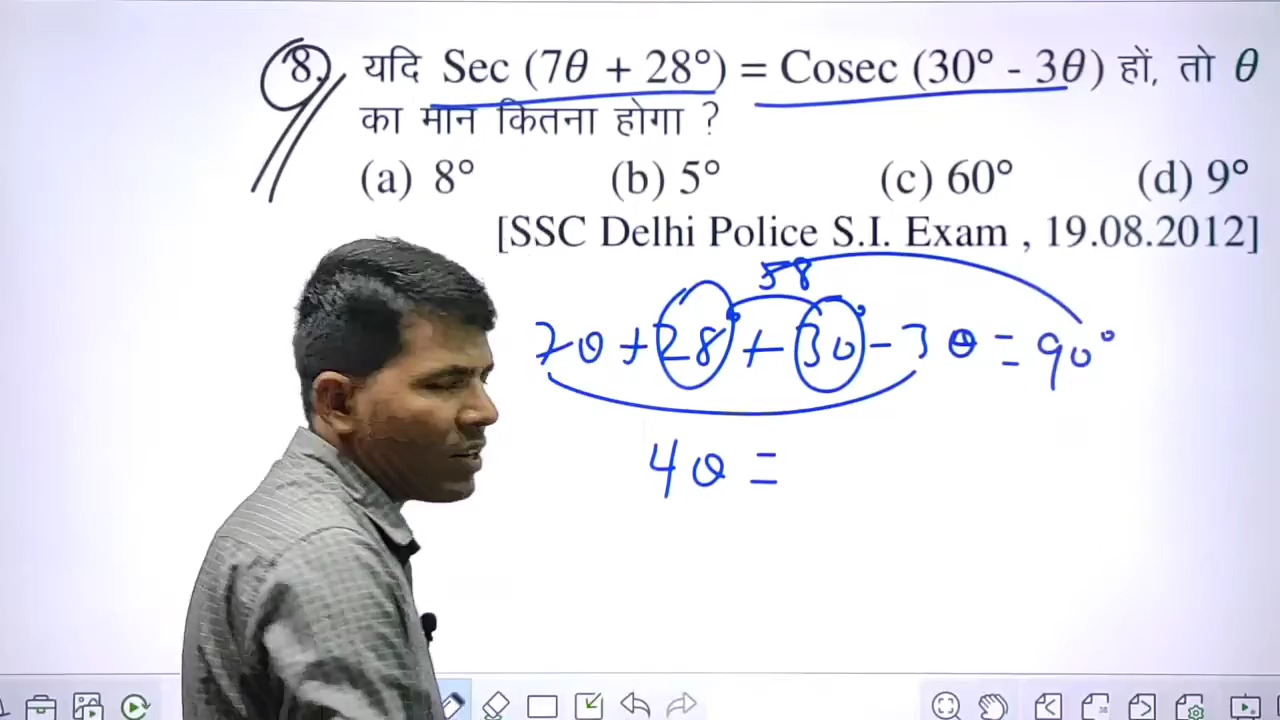 8. यदि Sec (7θ + 28°) = Cosec (30° - 3θ) हों, तो θ
का मान कितना होगा ?
(a) 8° (b) 5° (c) 60° (d) 9°
[SSC Delhi Police S.I. Exam , 19.08.2012]
58
7θ + 28° + 30° - 3θ = 90°
4θ =